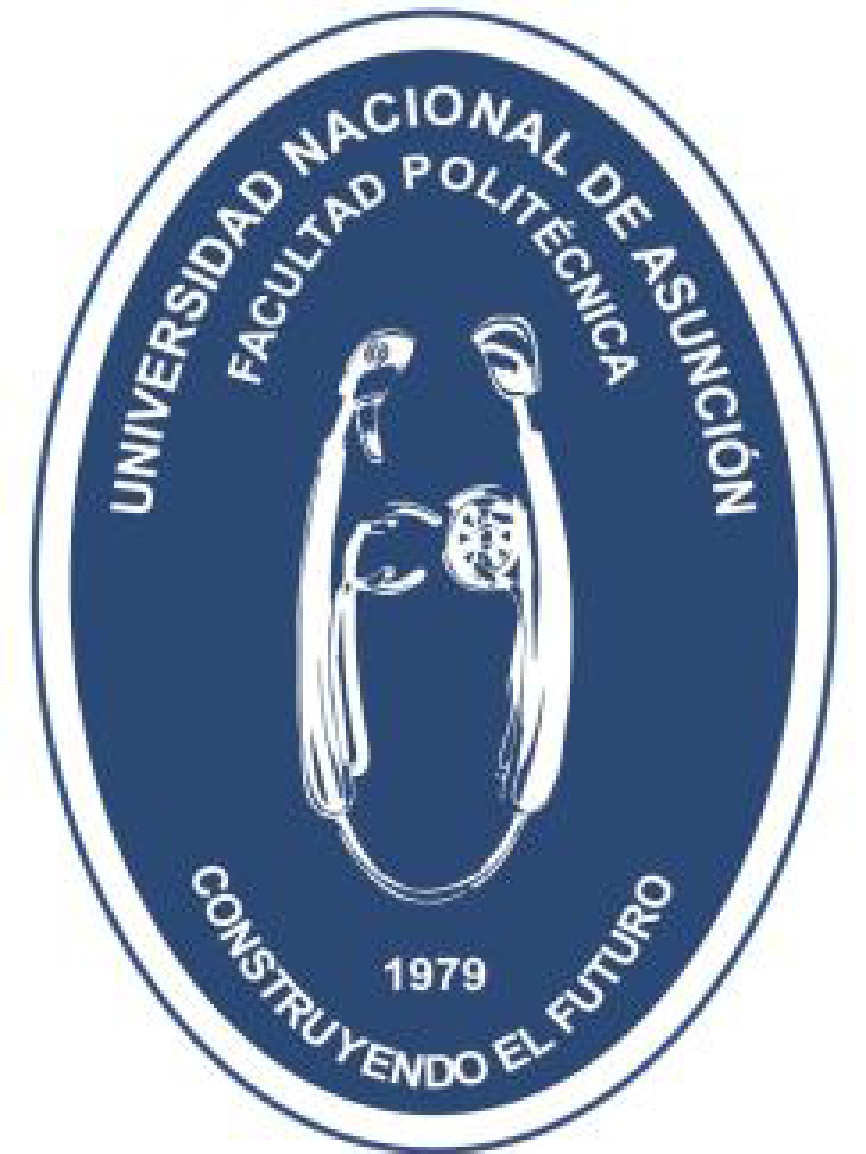 UNIVERSIDAD NACIONAL DE ASUNCIÓN
FACULTAD POLITÉCNICA
1979
CONSTRUYENDO EL FUTURO